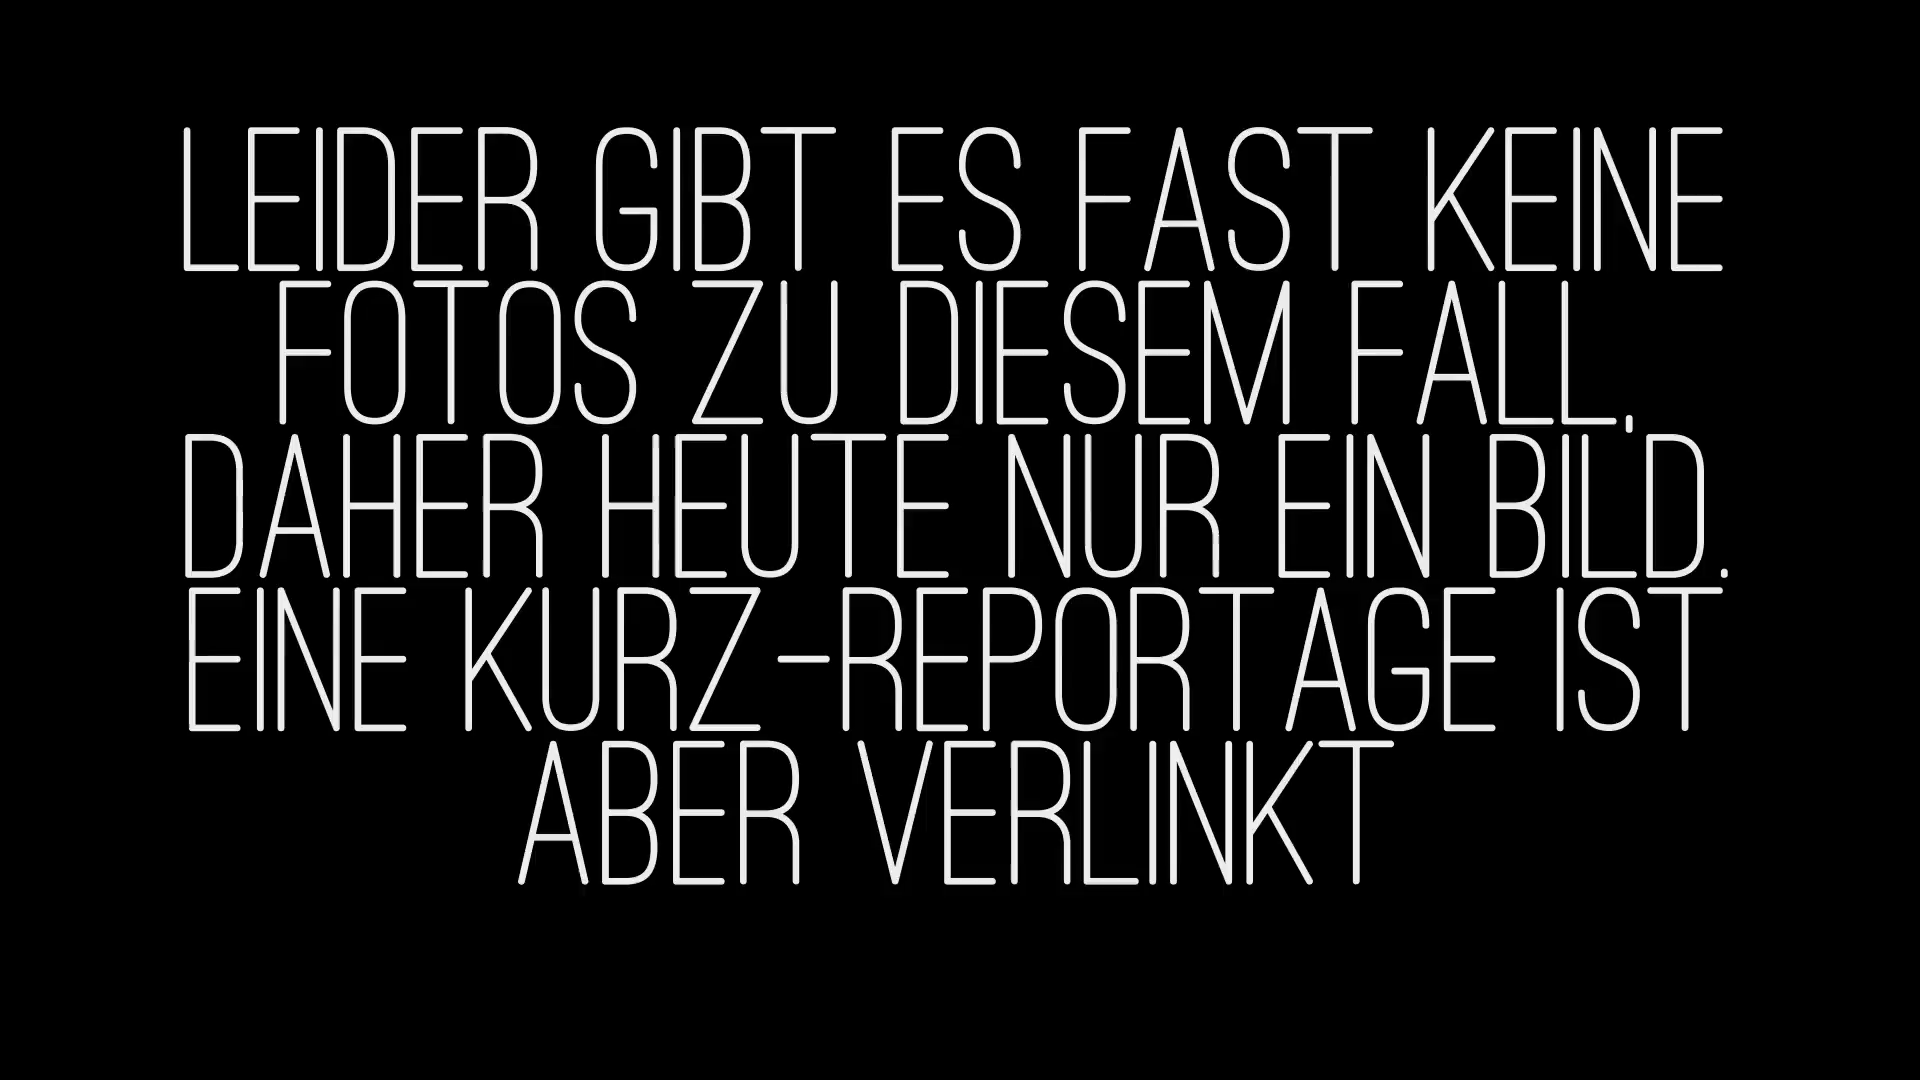 LEIDER GIBT ES FAST KEINE
FOTOS ZU DIESEM FALL,
DAHER HEUTE NUR EIN BILD.
EINE KURZ-REPORTAGE IST
ABER VERLINKT